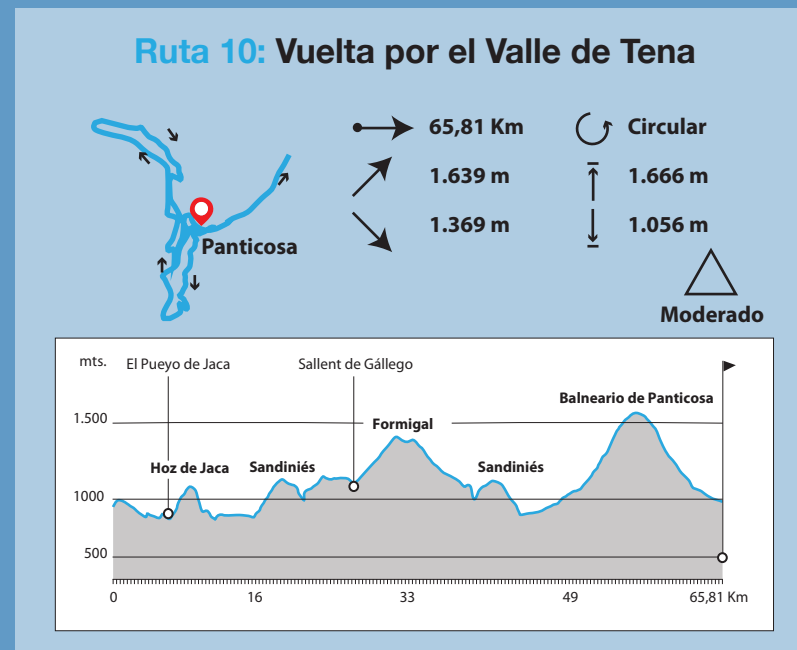 Ruta 10: Vuelta por el Valle de Tena
65,81 Km
Circular
1.639 m
1.666 m
1.369 m
1.056 m
Panticosa
Moderado
mts.
El Pueyo de Jaca
Sallent de Gállego
Balneario de Panticosa
1.500
Formigal
Hoz de Jaca
Sandiniés
Sandiniés
1000
500
0
16
33
49
65,81 Km